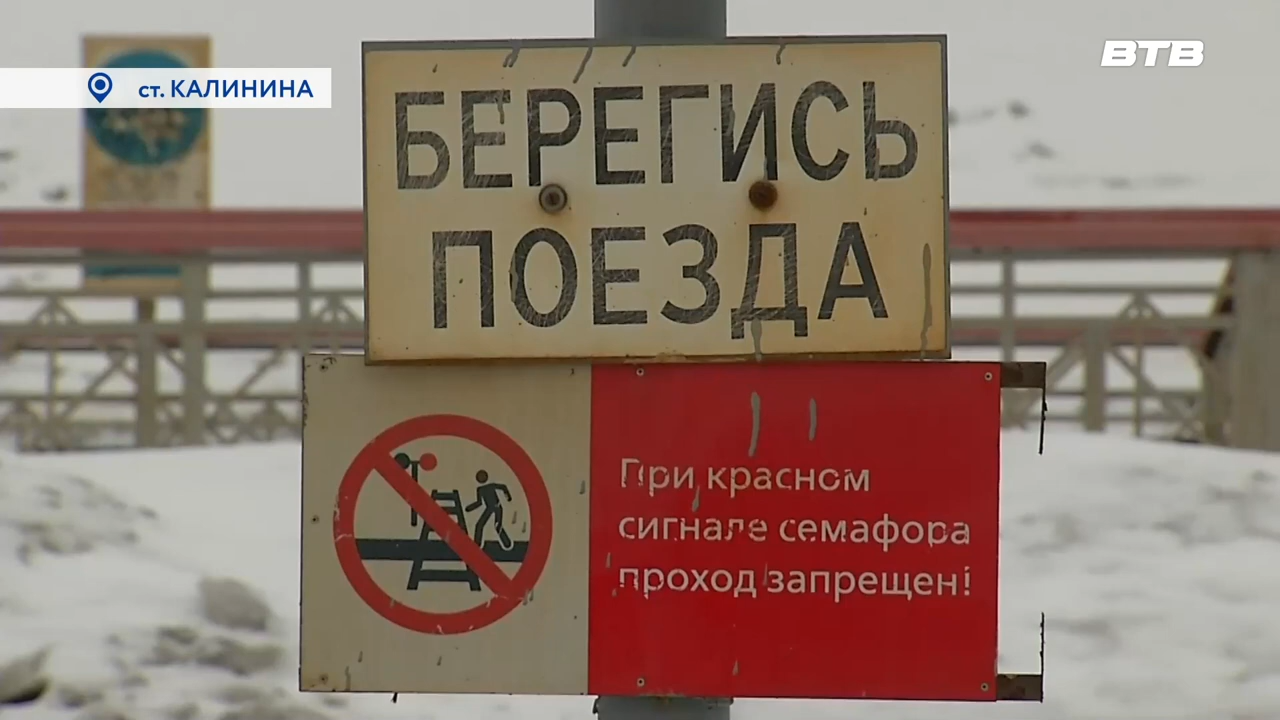 ст. КАЛИНИНА
ВТВ
БЕРЕГИСЬ
ПОЕЗДА
При красном
сигнале семафора
проход запрещен!